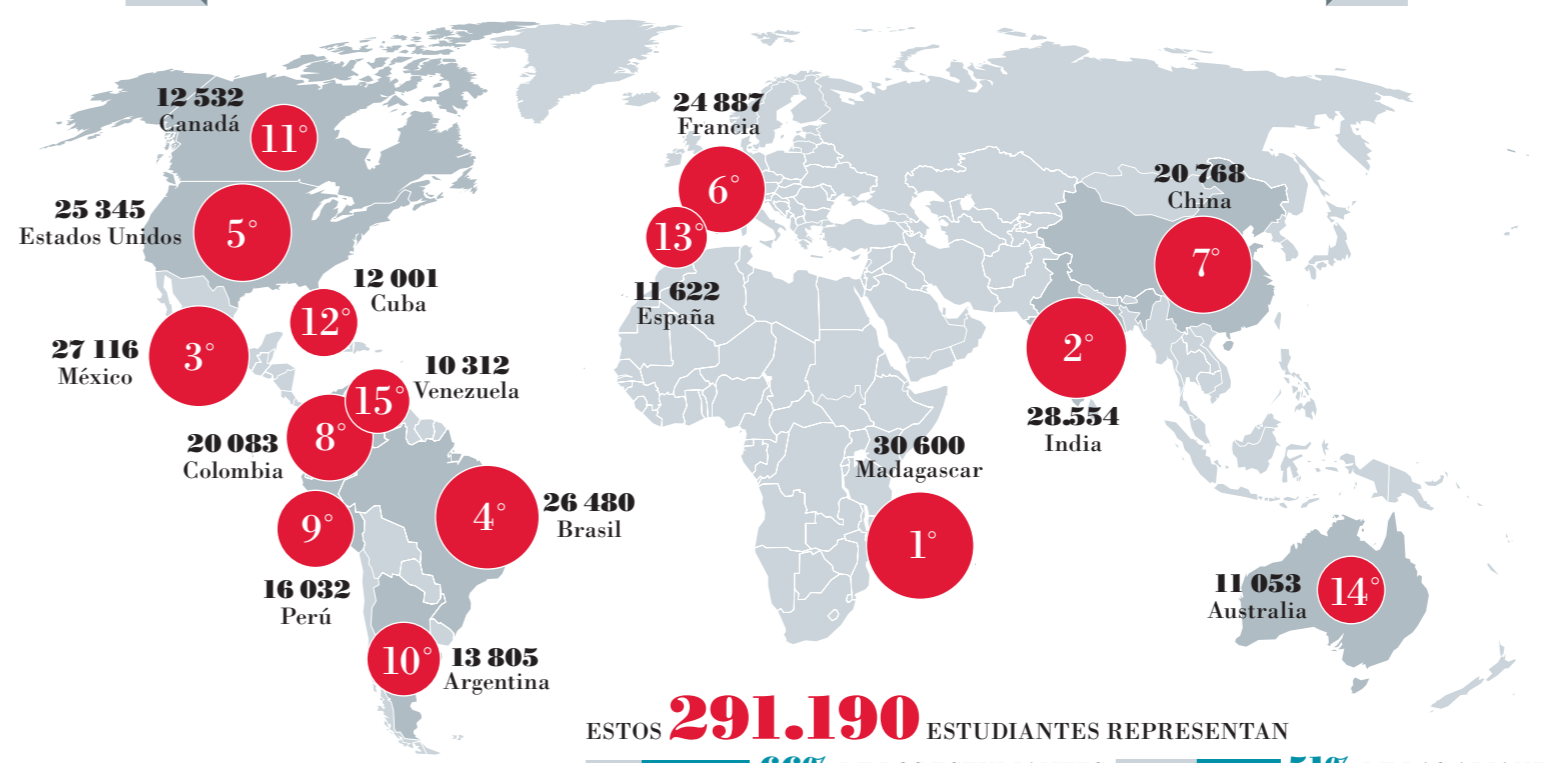 12 532
Canadá
11°
25 345
Estados Unidos
5°
12 001
Cuba
12°
27 116
México
3°
10 312
Venezuela
15°
20 083
Colombia
8°
26 480
Brasil
4°
16 032
Perú
9°
13 805
Argentina
10°
24 887
Francia
6°
13°
11 622
España
30 600
Madagascar
1°
20 768
China
7°
2°
28.554
India
11 053
Australia
14°
ESTOS 291.190 ESTUDIANTES REPRESENTAN